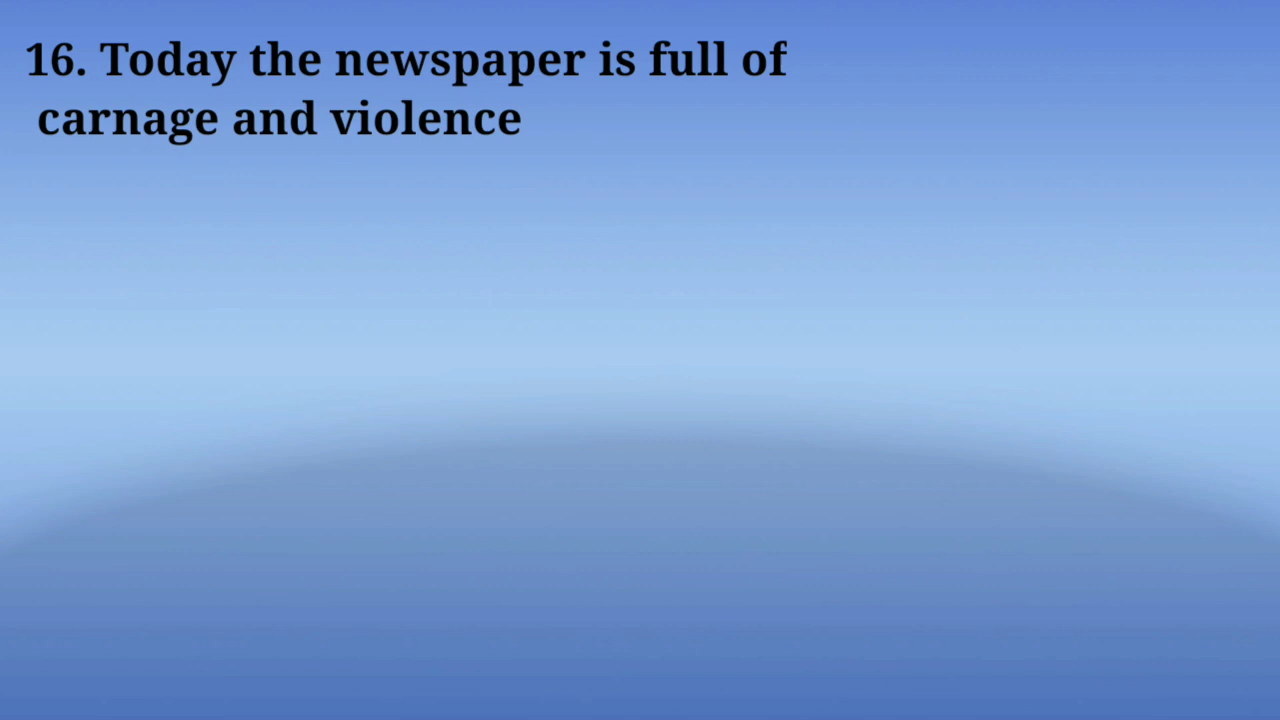 16. Today the newspaper is full of
carnage and violence